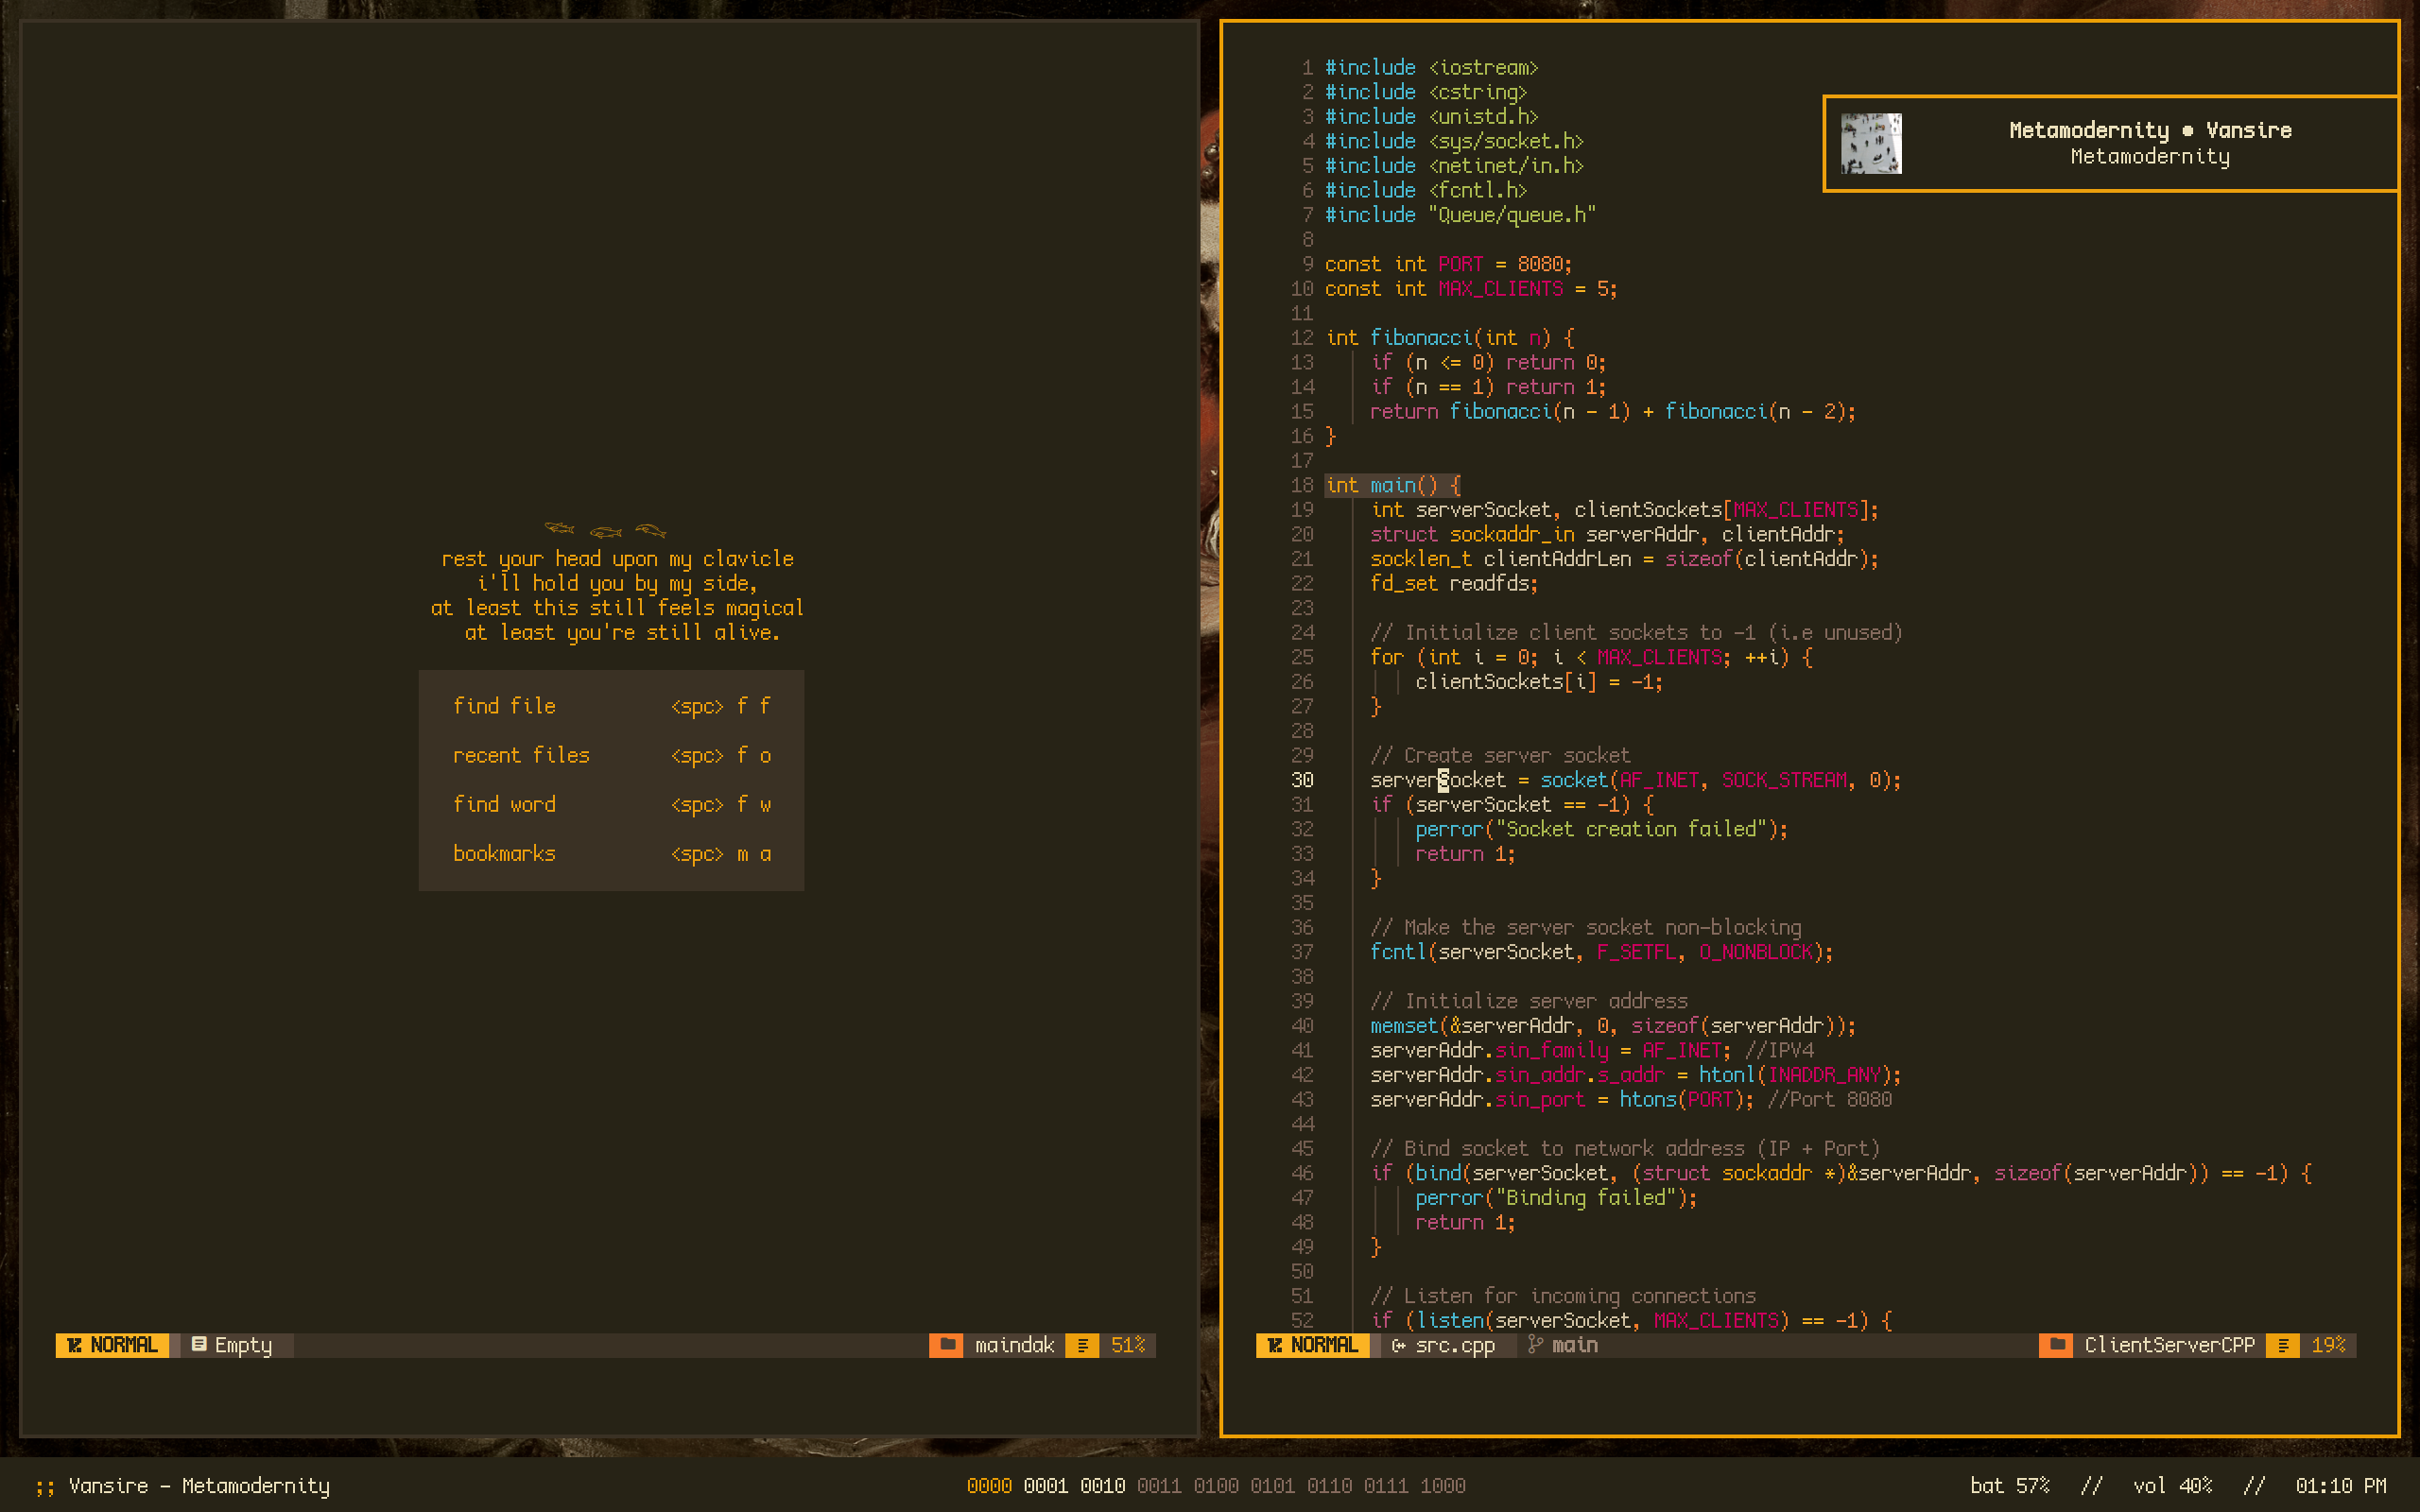 rest your head upon my clavicle
i'll hold you by my side,
at least this still feels magical
at least you're still alive.
find file <spc> f f
recent files <spc> f o
find word <spc> f w
bookmarks <spc> m a
NORMAL Empty maindak 51%
1 #include <iostream>
2 #include <cstring>
3 #include <unistd.h>
4 #include <sys/socket.h>
5 #include <netinet/in.h>
6 #include <fcntl.h>
7 #include "Queue/queue.h"
8
9 const int PORT = 8080;
10 const int MAX_CLIENTS = 5;
11
12 int fibonacci(int n) {
13 if (n <= 0) return 0;
14 if (n == 1) return 1;
15 return fibonacci(n - 1) + fibonacci(n - 2);
16 }
17
18 int main() {
19 int serverSocket, clientSockets[MAX_CLIENTS];
20 struct sockaddr_in serverAddr, clientAddr;
21 socklen_t clientAddrLen = sizeof(clientAddr);
22 fd_set readfds;
23
24 // Initialize client sockets to -1 (i.e unused)
25 for (int i = 0; i < MAX_CLIENTS; ++i) {
26 clientSockets[i] = -1;
27 }
28
29 // Create server socket
30 serverSocket = socket(AF_INET, SOCK_STREAM, 0);
31 if (serverSocket == -1) {
32 perror("Socket creation failed");
33 return 1;
34 }
35
36 // Make the server socket non-blocking
37 fcntl(serverSocket, F_SETFL, O_NONBLOCK);
38
39 // Initialize server address
40 memset(&serverAddr, 0, sizeof(serverAddr));
41 serverAddr.sin_family = AF_INET; //IPV4
42 serverAddr.sin_addr.s_addr = htonl(INADDR_ANY);
43 serverAddr.sin_port = htons(PORT); //Port 8080
44
45 // Bind socket to network address (IP + Port)
46 if (bind(serverSocket, (struct sockaddr *)&serverAddr, sizeof(serverAddr)) == -1) {
47 perror("Binding failed");
48 return 1;
49 }
50
51 // Listen for incoming connections
52 if (listen(serverSocket, MAX_CLIENTS) == -1) {
NORMAL src.cpp main ClientServerCPP 19%
Metamodernity ● Vansire
Metamodernity
;; Vansire - Metamodernity
0000 0001 0010 0011 0100 0101 0110 0111 1000
bat 57% // vol 40% // 01:10 PM